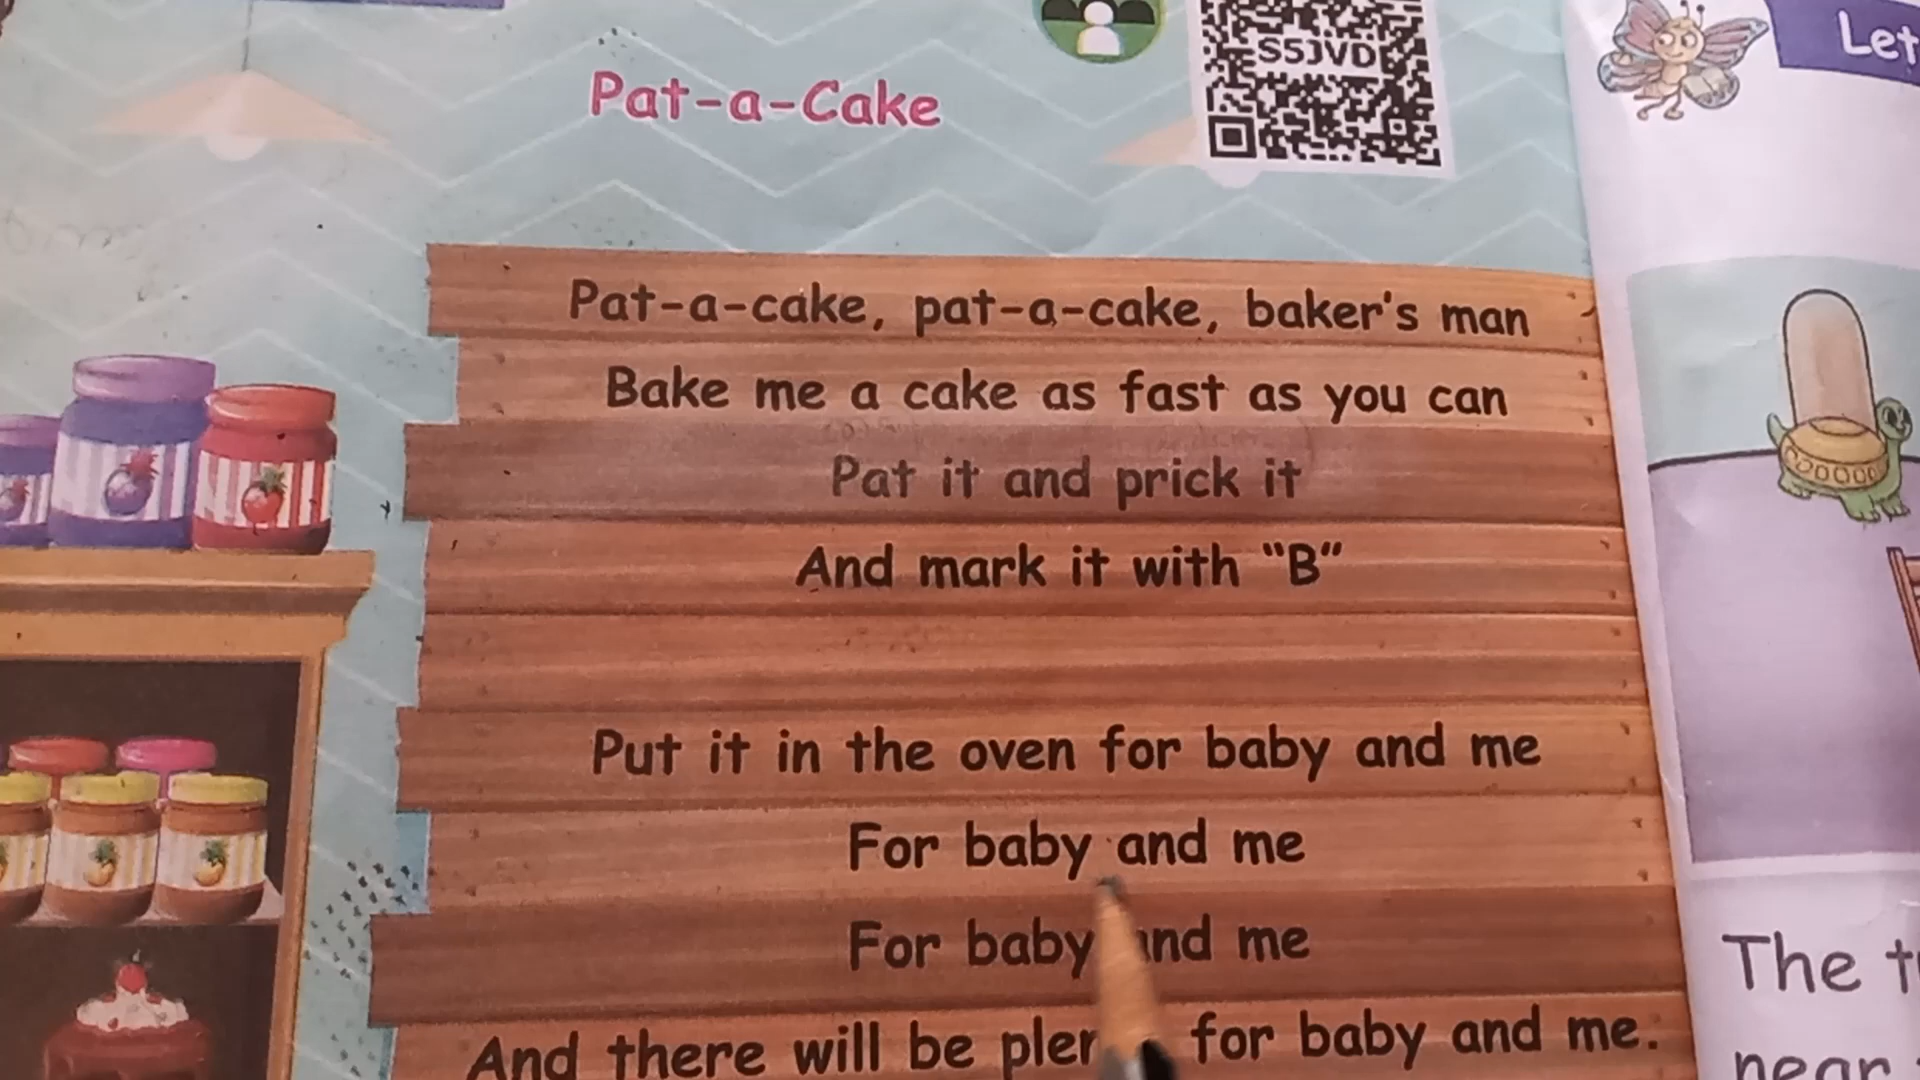 S5JVD
Pat-a-Cake
Pat-a-cake, pat-a-cake, baker's man
Bake me a cake as fast as you can
Pat it and prick it
And mark it with “B”
Put it in the oven for baby and me
For baby and me
For baby and me
And there will be for baby and me.
Let
The
near